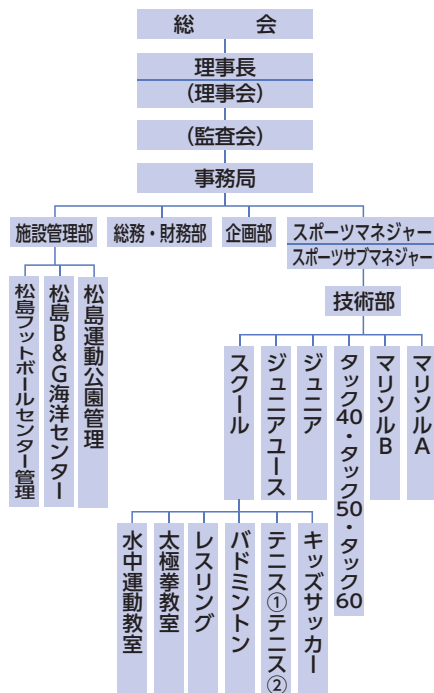 総　会
理事長
(理事会)
(監査会)
事務局
施設管理部
総務・財務部
企画部
スポーツマネジャー
スポーツサブマネジャー
技術部
松島フットボールセンター管理
松島B&G海洋センター
松島運動公園管理
スクール
ジュニアユース
ジュニア
タック40・タック50・タック60
マリソルB
マリソルA
水中運動教室
太極拳教室
レスリング
バドミントン
テニス①テニス②
キッズサッカー